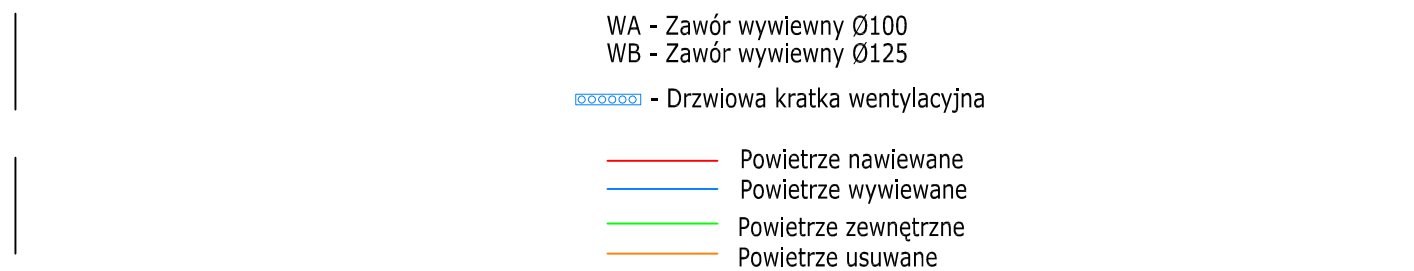 WA - Zawór wywiewny Ø100
WB - Zawór wywiewny Ø125
- Drzwiowa kratka wentylacyjna
Powietrze nawiewane
Powietrze wywiewane
Powietrze zewnętrzne
Powietrze usuwane